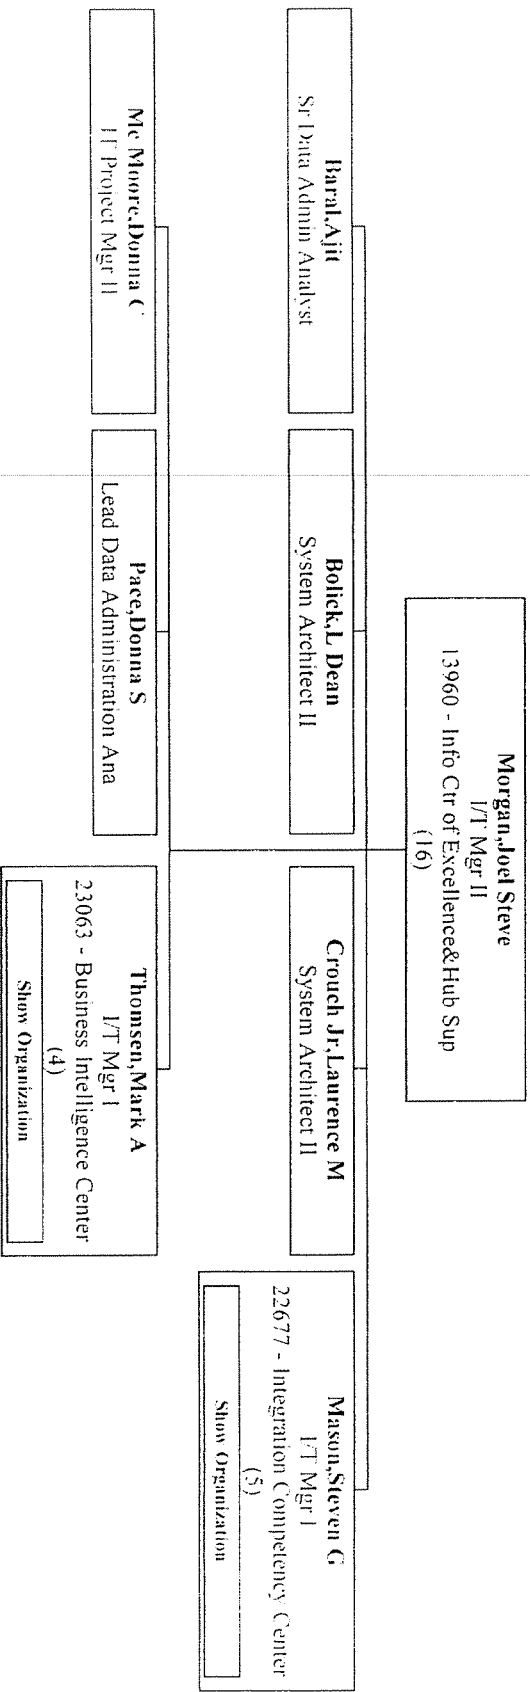 Morgan,Joel Steve
I/T Mgr II
13960 - Info Ctr of Excellence&Hub Sup
(16)
Baral,Ajit
Sr Data Admin Analyst
Bolick,L Dean
System Architect II
Crouch Jr,Laurence M
System Architect II
Mason,Steven G
I/T Mgr I
22677 - Integration Competency Center
(5)
Show Organization
Mc Moore,Donna C
IT Project Mgr II
Pace,Donna S
Lead Data Administration Ana
Thomsen,Mark A
I/T Mgr I
23063 - Business Intelligence Center
(4)
Show Organization